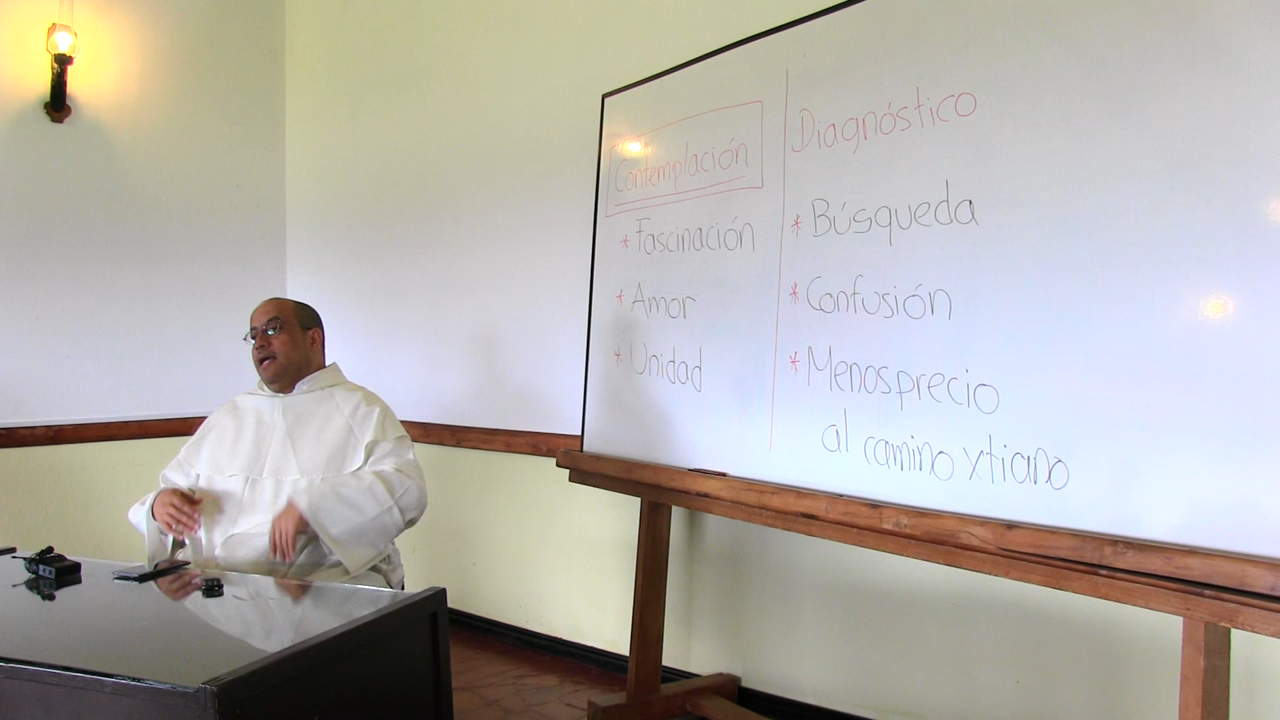 Contemplación
* Fascinación
* Amor
* Unidad
Diagnóstico
* Búsqueda
* Confusión
* Menosprecio
al camino xtiano